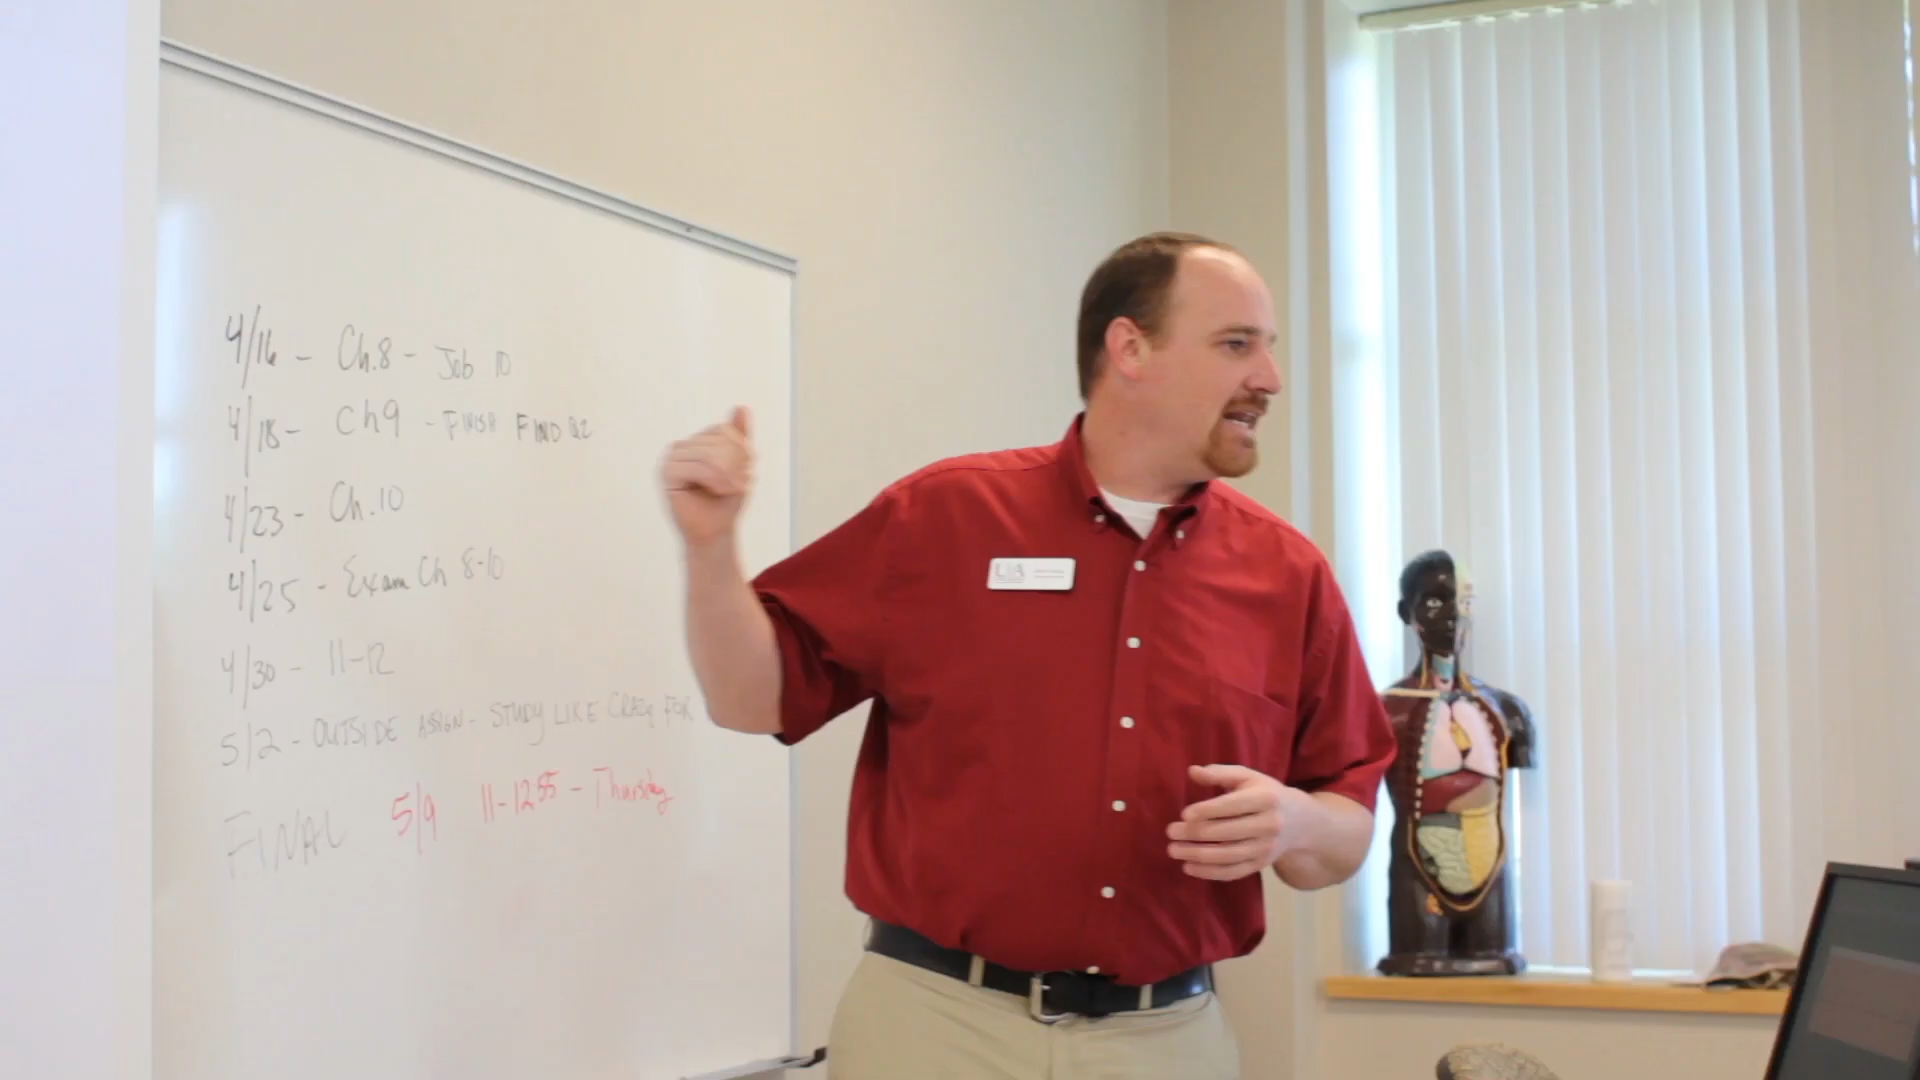 4/16 - Ch.8 - Job 10
4/18 - Ch9 - FINISH FIND
4/23 - Ch.10
4/25 - Exam Ch 8-10
4/30 - 11-12
5/2 - OUTSIDE ASSIGN - STUDY LIKE CRAZY FOR
FINAL 5/9 11-12 55 - Thursday